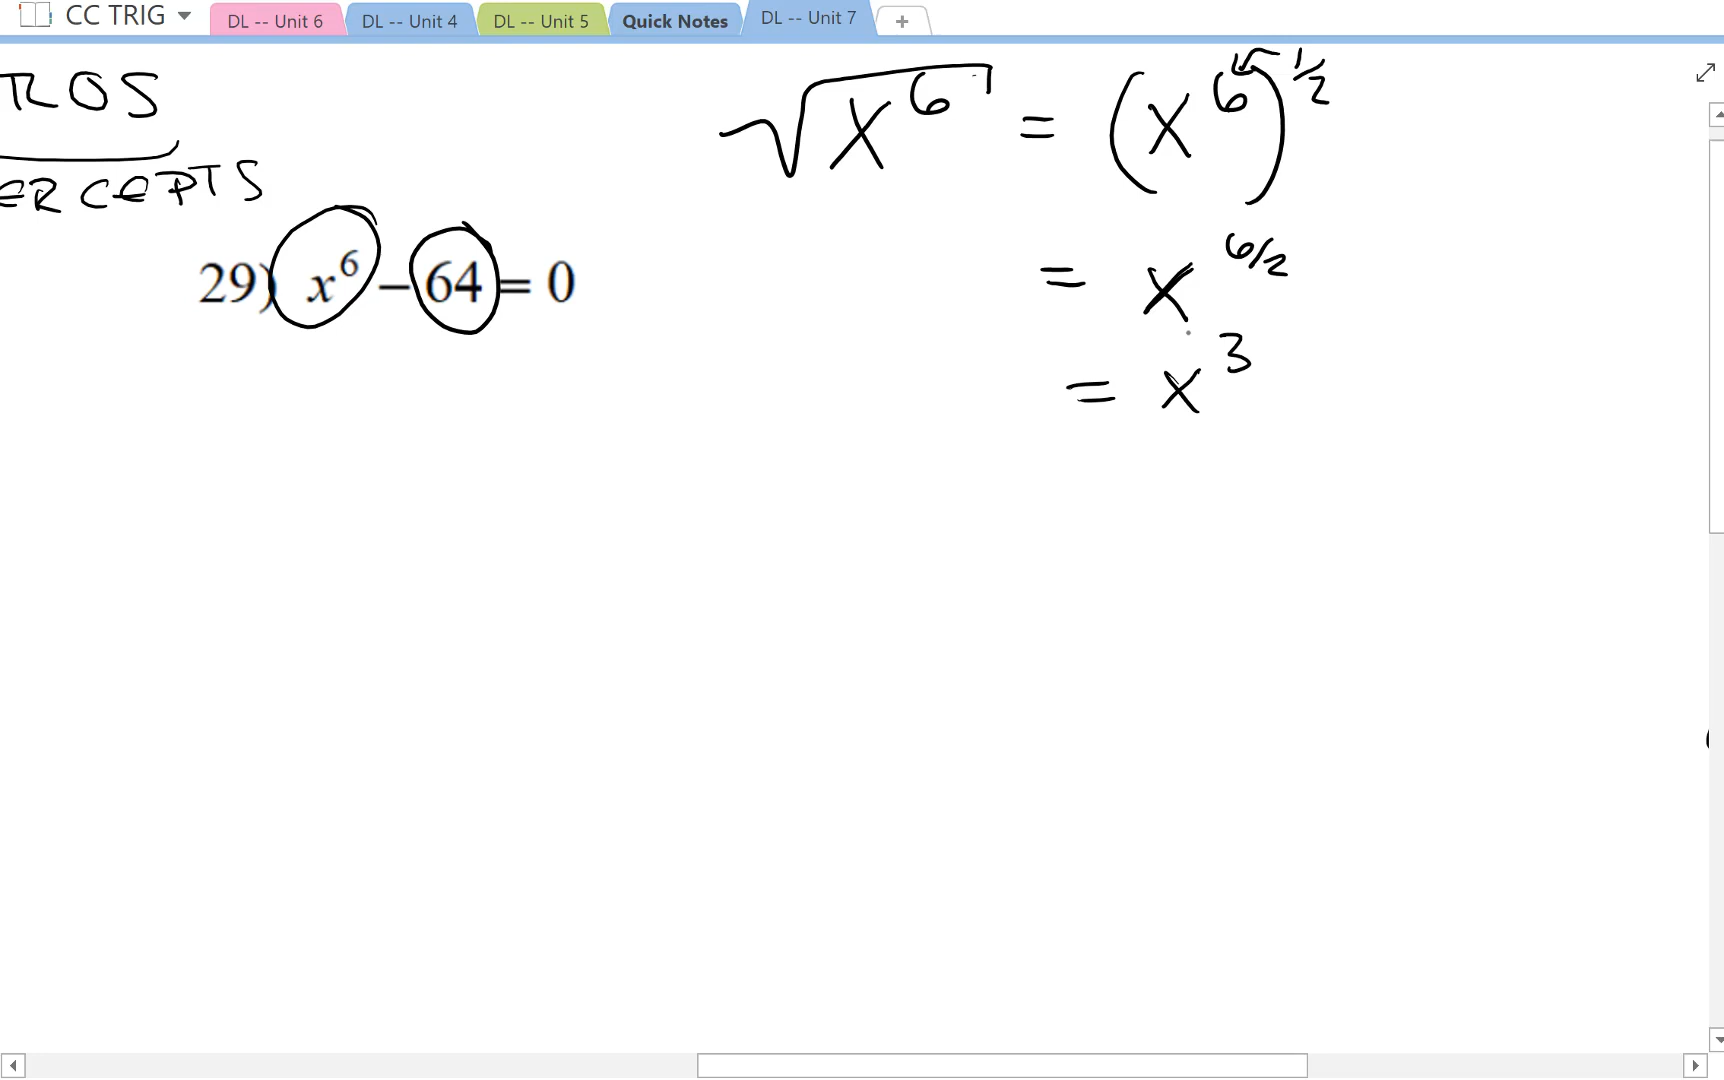 CC TRIG DL -- Unit 6 DL -- Unit 4 DL -- Unit 5 Quick Notes DL -- Unit 7 +
ROS
ERCEPTS
29) x⁶ − 64 = 0
√x⁶ = (x⁶)^½
= x^6/2
= x³